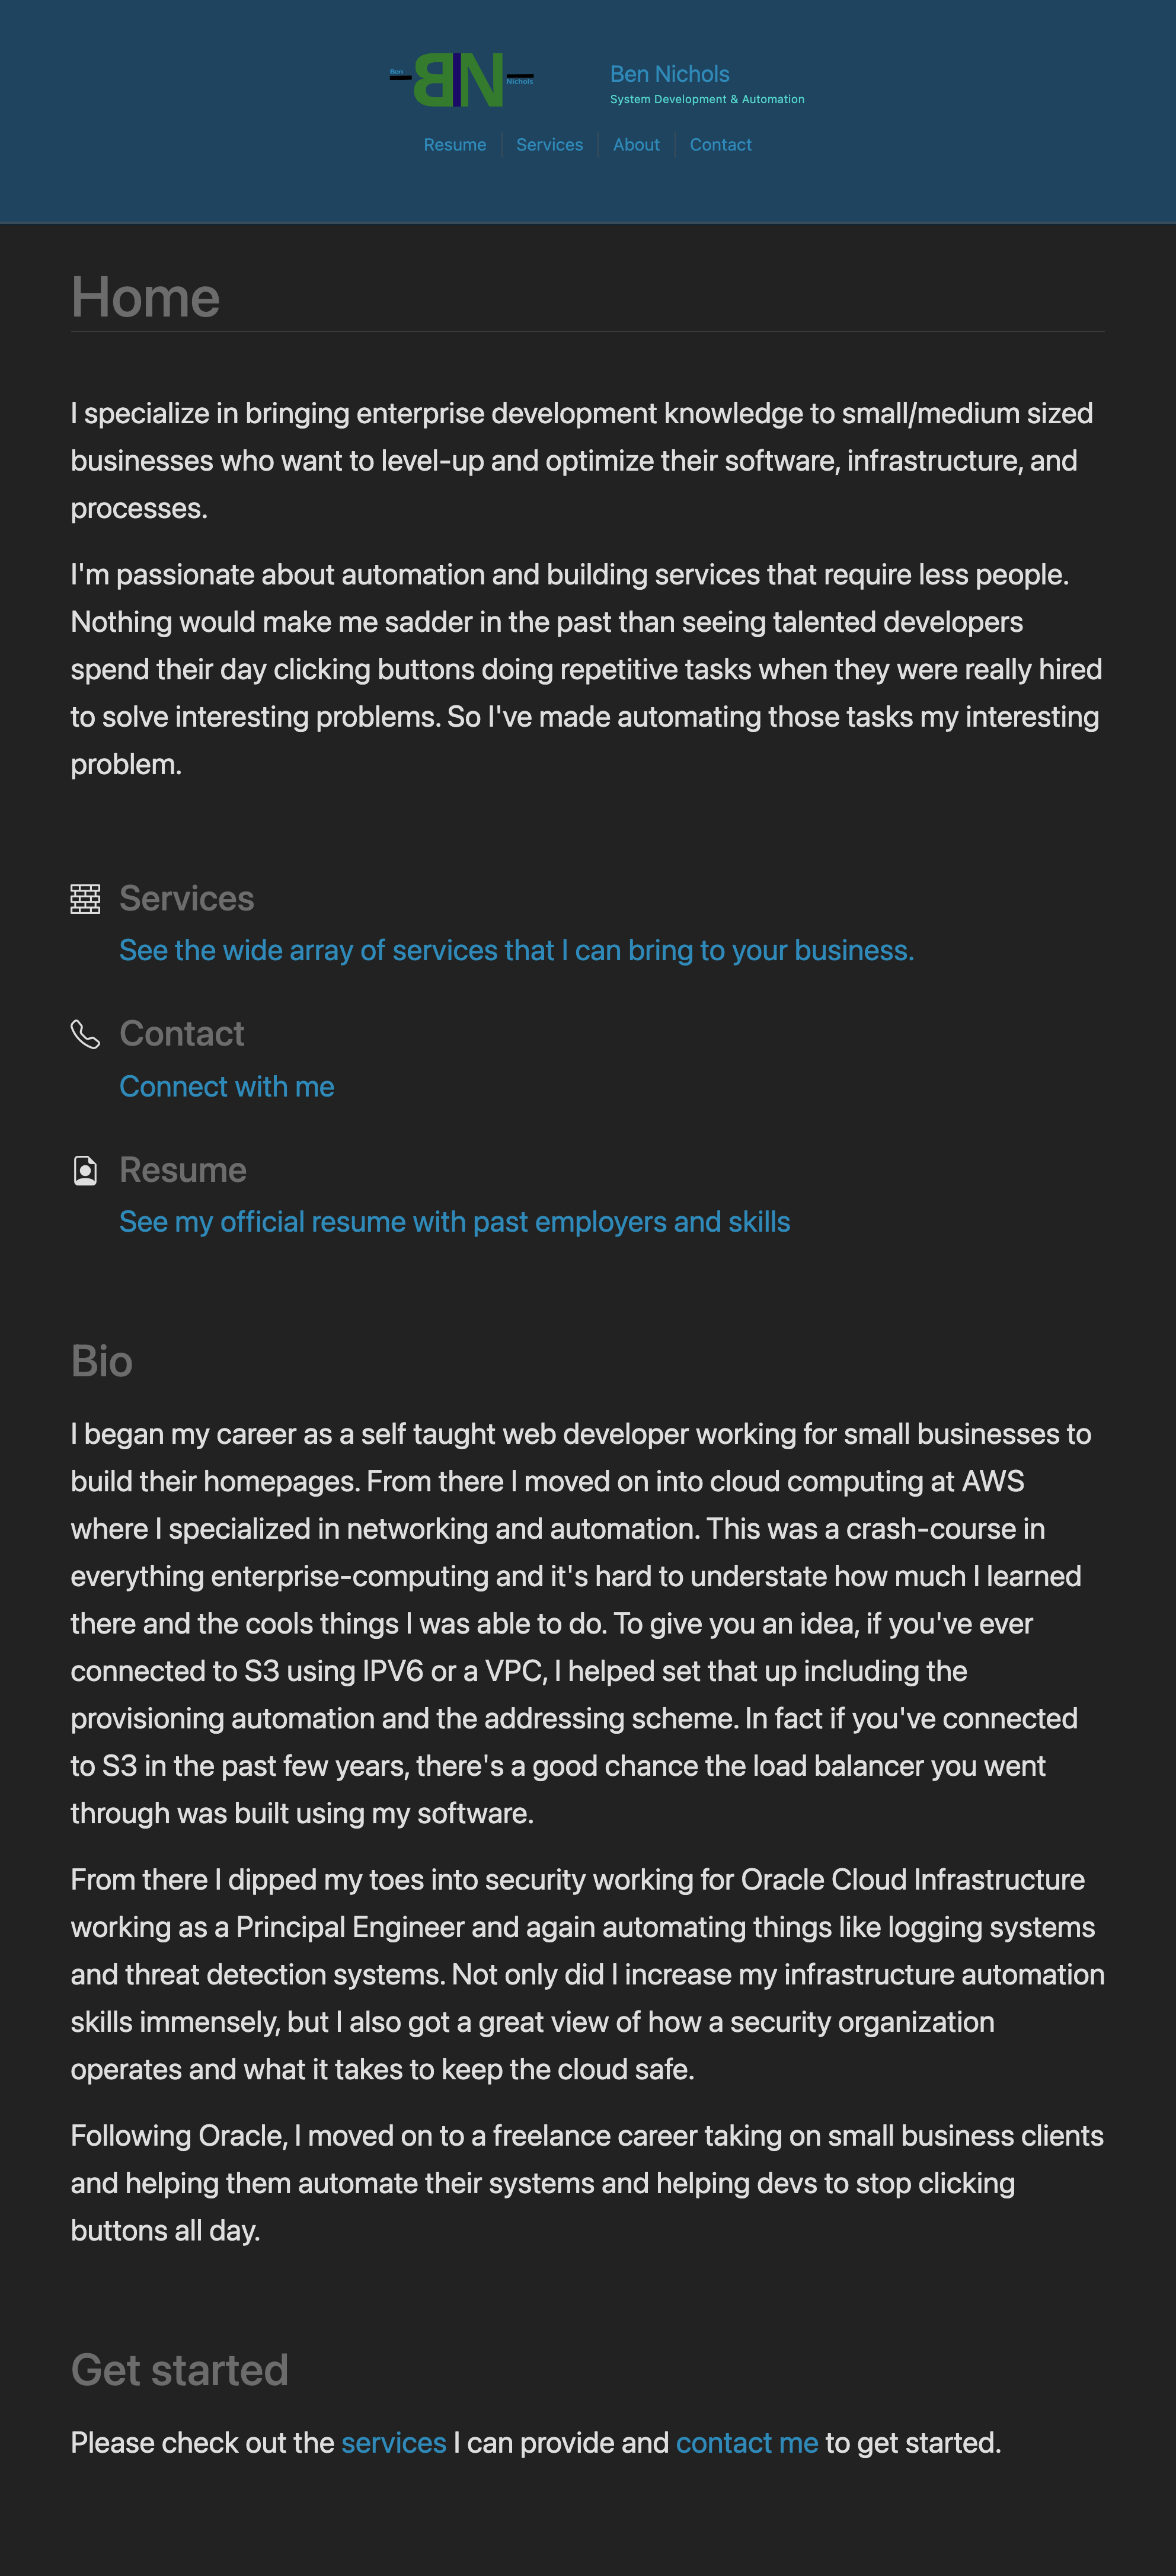 Ben
BN
Nichols
Ben Nichols
System Development & Automation
Resume
Services
About
Contact
Home
I specialize in bringing enterprise development knowledge to small/medium sized
businesses who want to level-up and optimize their software, infrastructure, and
processes.
I'm passionate about automation and building services that require less people.
Nothing would make me sadder in the past than seeing talented developers
spend their day clicking buttons doing repetitive tasks when they were really hired
to solve interesting problems. So I've made automating those tasks my interesting
problem.
Services
See the wide array of services that I can bring to your business.
Contact
Connect with me
Resume
See my official resume with past employers and skills
Bio
I began my career as a self taught web developer working for small businesses to
build their homepages. From there I moved on into cloud computing at AWS
where I specialized in networking and automation. This was a crash-course in
everything enterprise-computing and it's hard to understate how much I learned
there and the cools things I was able to do. To give you an idea, if you've ever
connected to S3 using IPV6 or a VPC, I helped set that up including the
provisioning automation and the addressing scheme. In fact if you've connected
to S3 in the past few years, there's a good chance the load balancer you went
through was built using my software.
From there I dipped my toes into security working for Oracle Cloud Infrastructure
working as a Principal Engineer and again automating things like logging systems
and threat detection systems. Not only did I increase my infrastructure automation
skills immensely, but I also got a great view of how a security organization
operates and what it takes to keep the cloud safe.
Following Oracle, I moved on to a freelance career taking on small business clients
and helping them automate their systems and helping devs to stop clicking
buttons all day.
Get started
Please check out the services I can provide and contact me to get started.